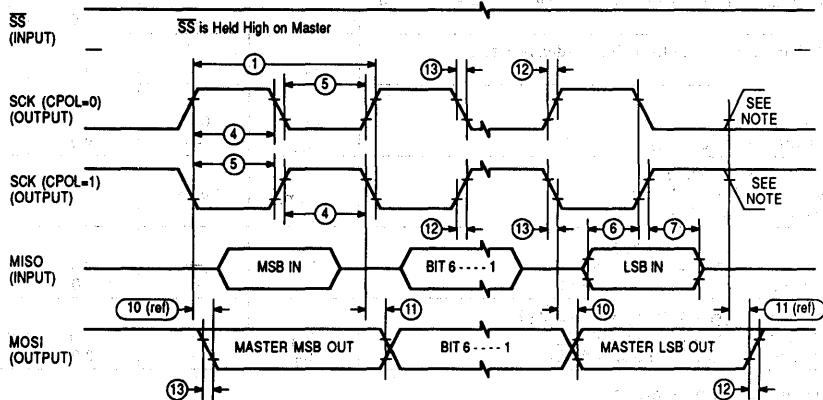 SS
(INPUT)
SS is Held High on Master
1
5
13
12
SCK (CPOL=0)
(OUTPUT)
4
SEE
NOTE
5
SCK (CPOL=1)
(OUTPUT)
4
SEE
NOTE
12
13
6
7
MISO
(INPUT)
MSB IN
BIT 6 - - - - 1
LSB IN
10 (ref)
11
10
11 (ref)
MOSI
(OUTPUT)
MASTER MSB OUT
BIT 6 - - - - 1
MASTER LSB OUT
13
12